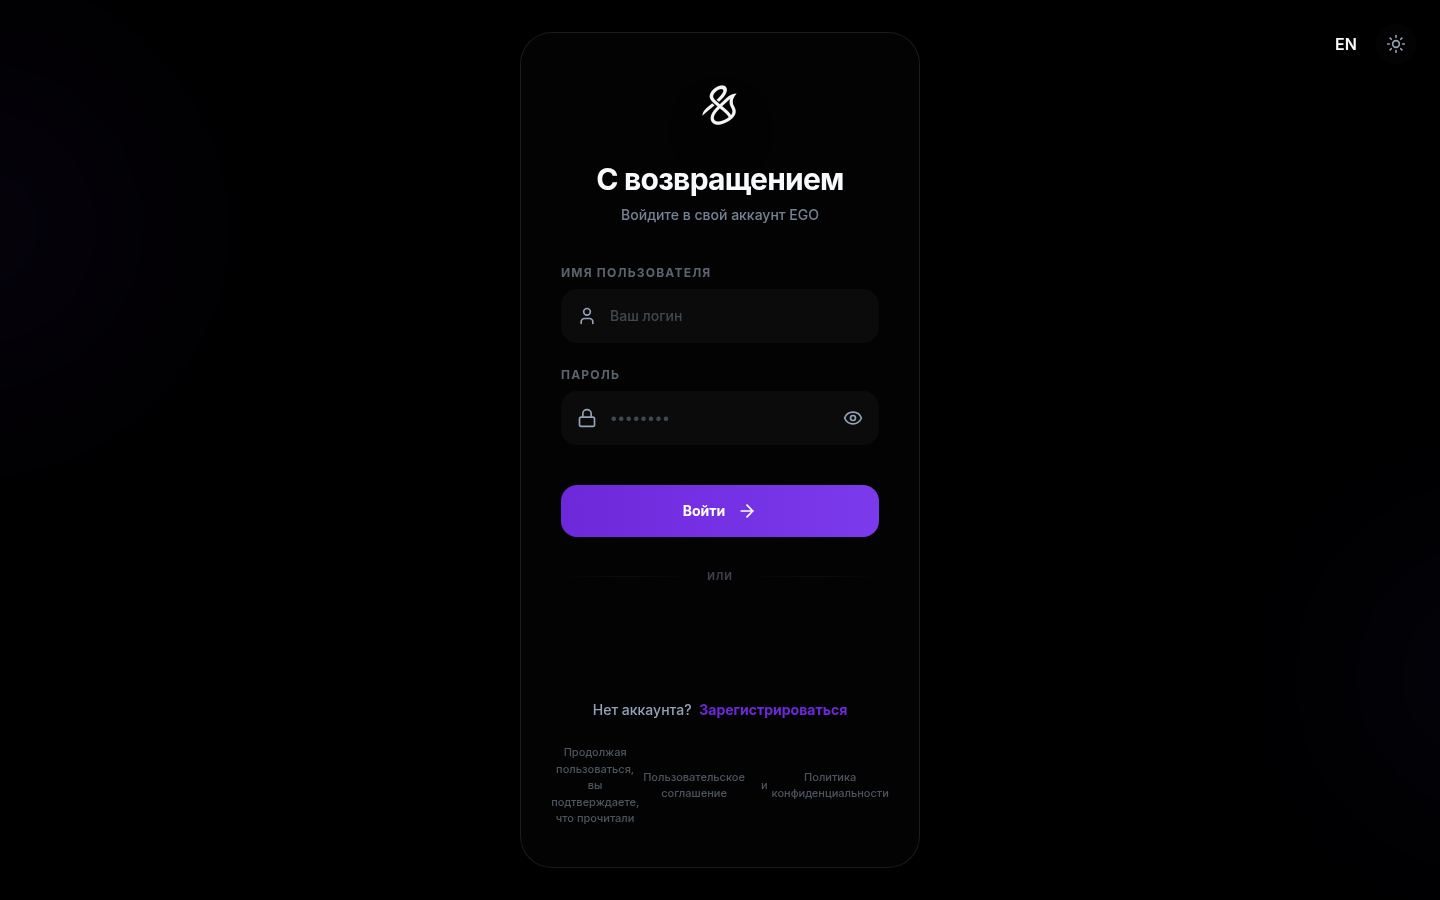 EN
С возвращением
Войдите в свой аккаунт EGO
ИМЯ ПОЛЬЗОВАТЕЛЯ
Ваш логин
ПАРОЛЬ
••••••••
Войти
ИЛИ
Нет аккаунта? Зарегистрироваться
Продолжая
пользоваться,
вы
подтверждаете,
что прочитали
Пользовательское
соглашение
и
Политика
конфиденциальности